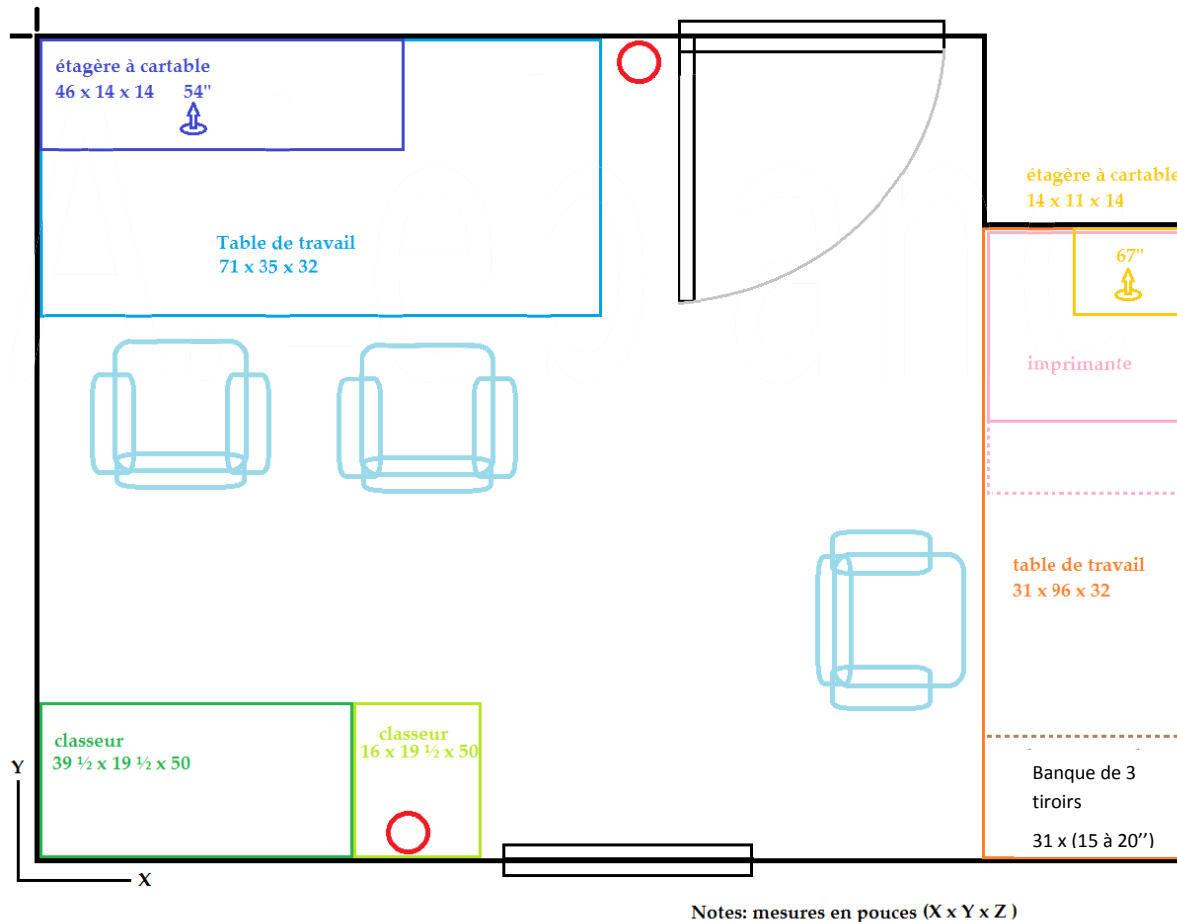 étagère à cartable
46 x 14 x 14 54"
Table de travail
71 x 35 x 32
étagère à cartable
14 x 11 x 14
67"
imprimante
table de travail
31 x 96 x 32
classeur
39 ½ x 19 ½ x 50
classeur
16 x 19 ½ x 50
Banque de 3
tiroirs
31 x (15 à 20’’)
Y
X
Notes: mesures en pouces (X x Y x Z )